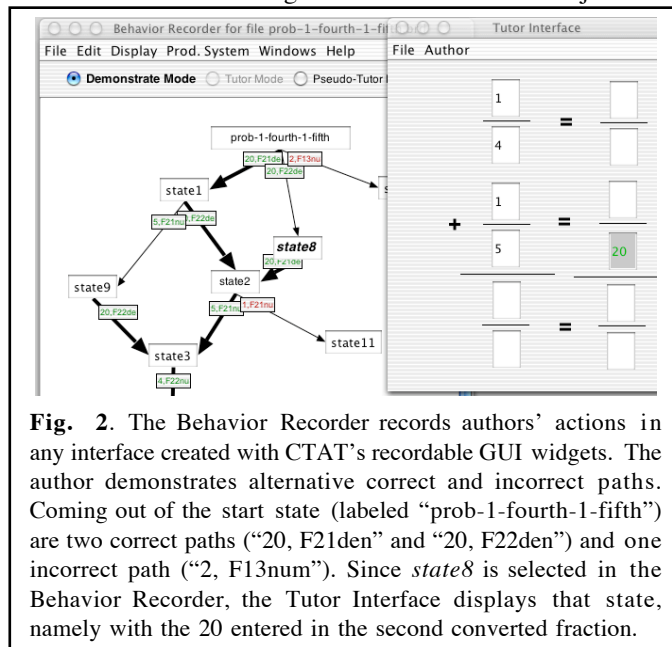 Behavior Recorder for file prob-1-fourth-1-fif
Tutor Interface
File Edit Display Prod. System Windows Help
File Author
Demonstrate Mode Tutor Mode Pseudo-Tutor
prob-1-fourth-1-fifth
20,F21de 2,F13nu
20,F22de
state1
5,F21nu F22de
state8
20,F21de
state9
state2
20,F22de
5,F21n 1,F21nu
state11
state3
4,F22nu
1
=
4
1
+ =
5 20
=
Fig. 2. The Behavior Recorder records authors' actions in
any interface created with CTAT's recordable GUI widgets. The
author demonstrates alternative correct and incorrect paths.
Coming out of the start state (labeled "prob-1-fourth-1-fifth")
are two correct paths ("20, F21den" and "20, F22den") and one
incorrect path ("2, F13num"). Since state8 is selected in the
Behavior Recorder, the Tutor Interface displays that state,
namely with the 20 entered in the second converted fraction.